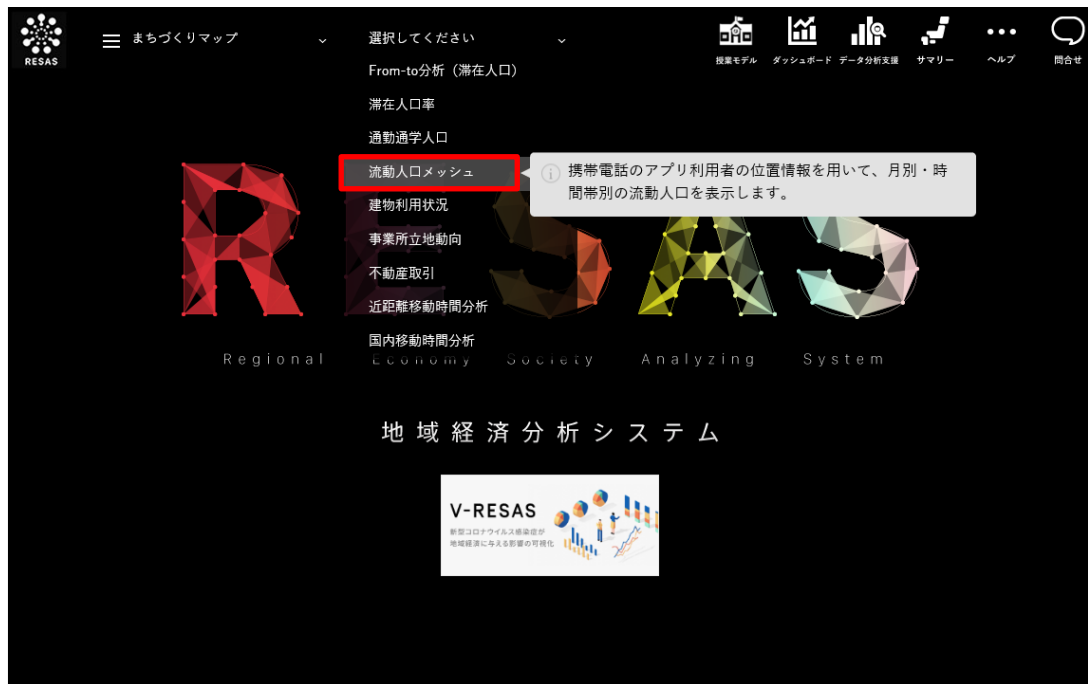 RESAS
まちづくりマップ
選択してください
授業モデル
ダッシュボード
データ分析支援
サマリー
ヘルプ
問合せ
From-to分析（滞在人口）
滞在人口率
通勤通学人口
流動人口メッシュ
携帯電話のアプリ利用者の位置情報を用いて、月別・時
間帯別の流動人口を表示します。
建物利用状況
事業所立地動向
不動産取引
近距離移動時間分析
国内移動時間分析
RESAS
Regional Economy Society Analyzing System
地域経済分析システム
V-RESAS
新型コロナウイルス感染症が
地域経済に与える影響の可視化